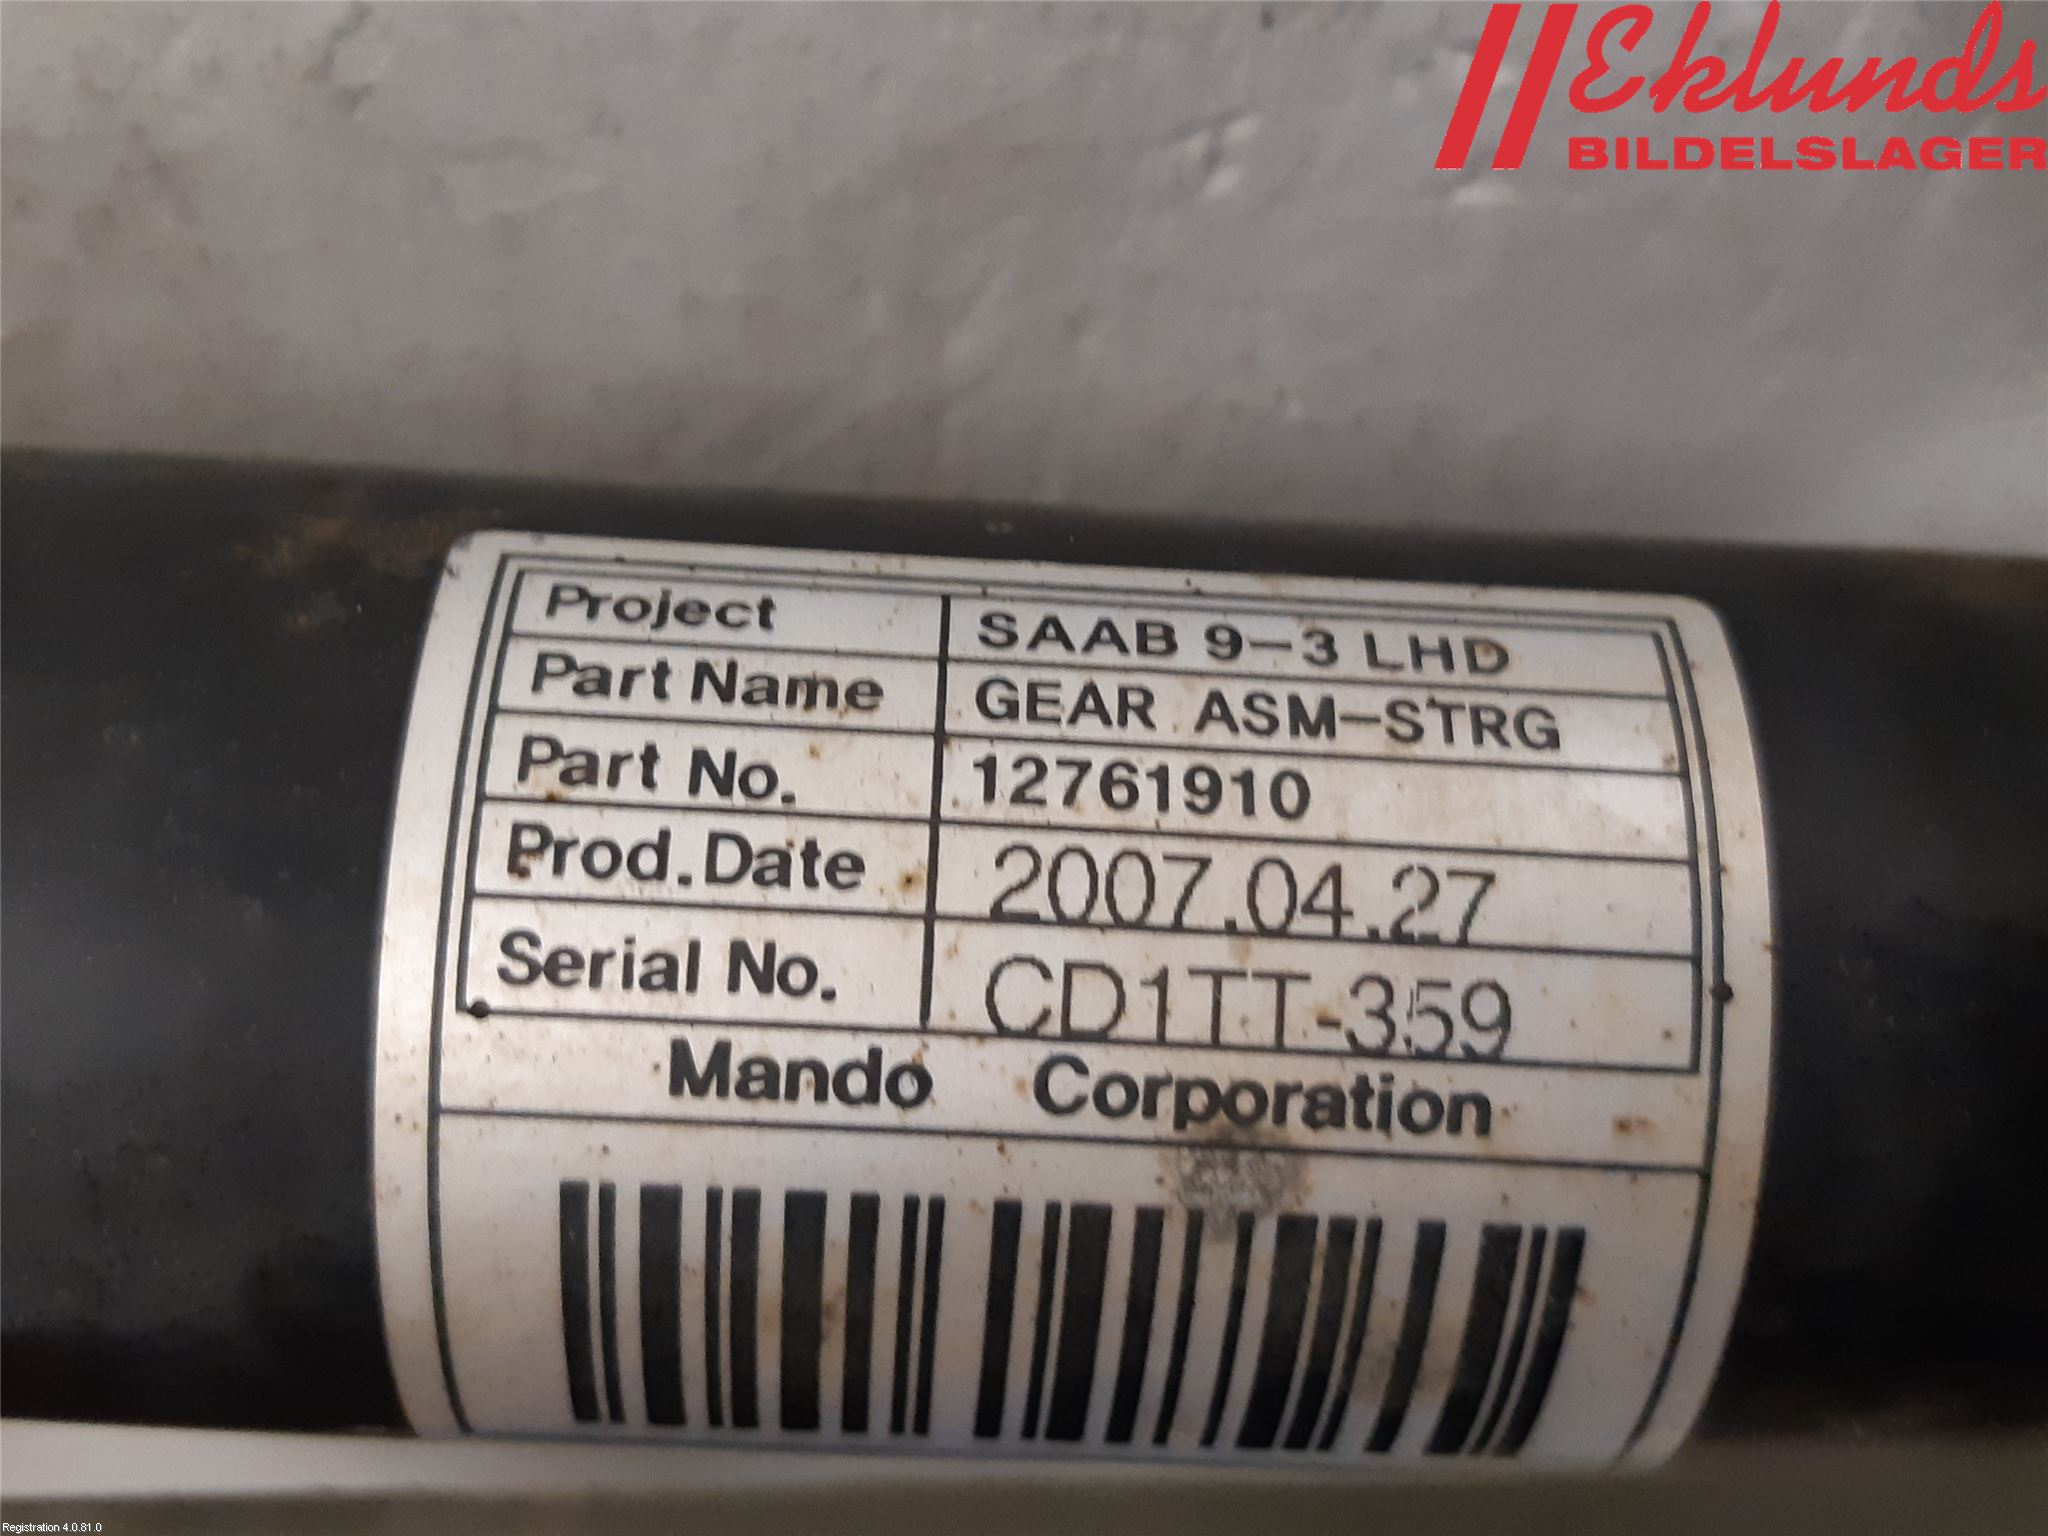 Eklunds
BILDELSLAGER
Project SAAB 9-3 LHD
Part Name GEAR ASM-STRG
Part No. 12761910
Prod.Date 2007.04.27
Serial No. CD1TT-359
Mando Corporation
Registration 4.0.81.0